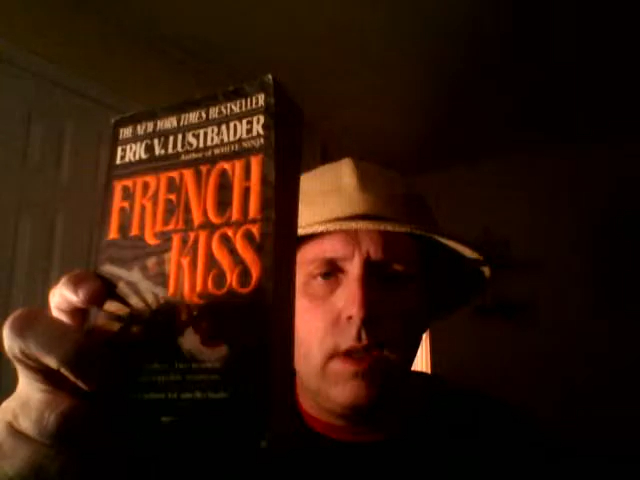 THE NEW YORK TIMES BESTSELLER
ERIC V. LUSTBADER
Author of WHITE NINJA
FRENCH
KISS